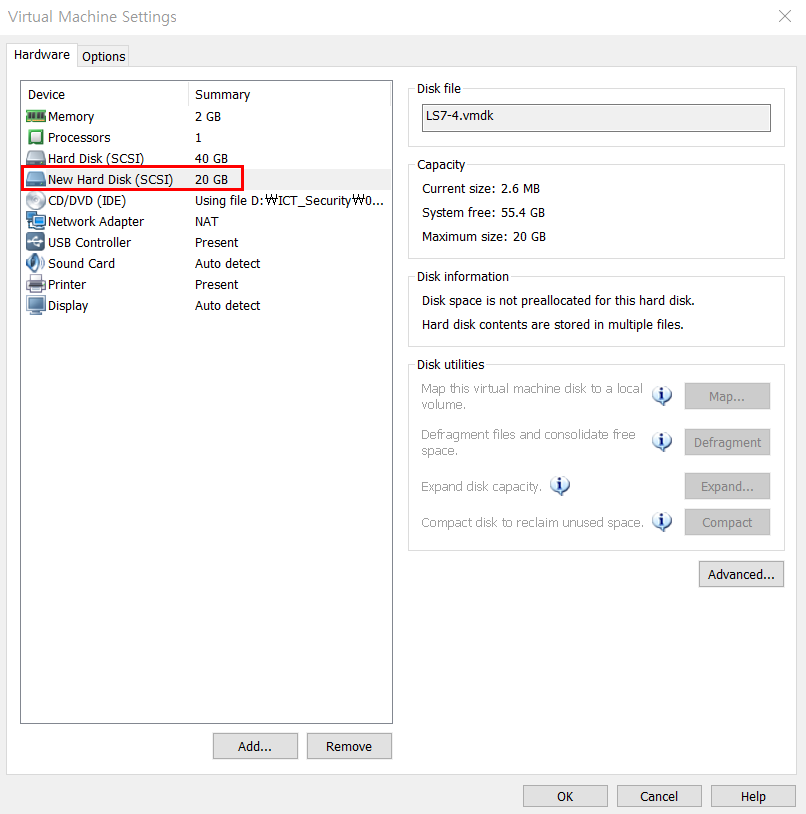 Virtual Machine Settings
Hardware Options
Device Summary
Memory 2 GB
Processors 1
Hard Disk (SCSI) 40 GB
New Hard Disk (SCSI) 20 GB
CD/DVD (IDE) Using file D:₩ICT_Security₩0...
Network Adapter NAT
USB Controller Present
Sound Card Auto detect
Printer Present
Display Auto detect
Add... Remove
Disk file
LS7-4.vmdk
Capacity
Current size: 2.6 MB
System free: 55.4 GB
Maximum size: 20 GB
Disk information
Disk space is not preallocated for this hard disk.
Hard disk contents are stored in multiple files.
Disk utilities
Map this virtual machine disk to a local
volume.
Map...
Defragment files and consolidate free
space.
Defragment
Expand disk capacity.
Expand...
Compact disk to reclaim unused space.
Compact
Advanced...
OK Cancel Help